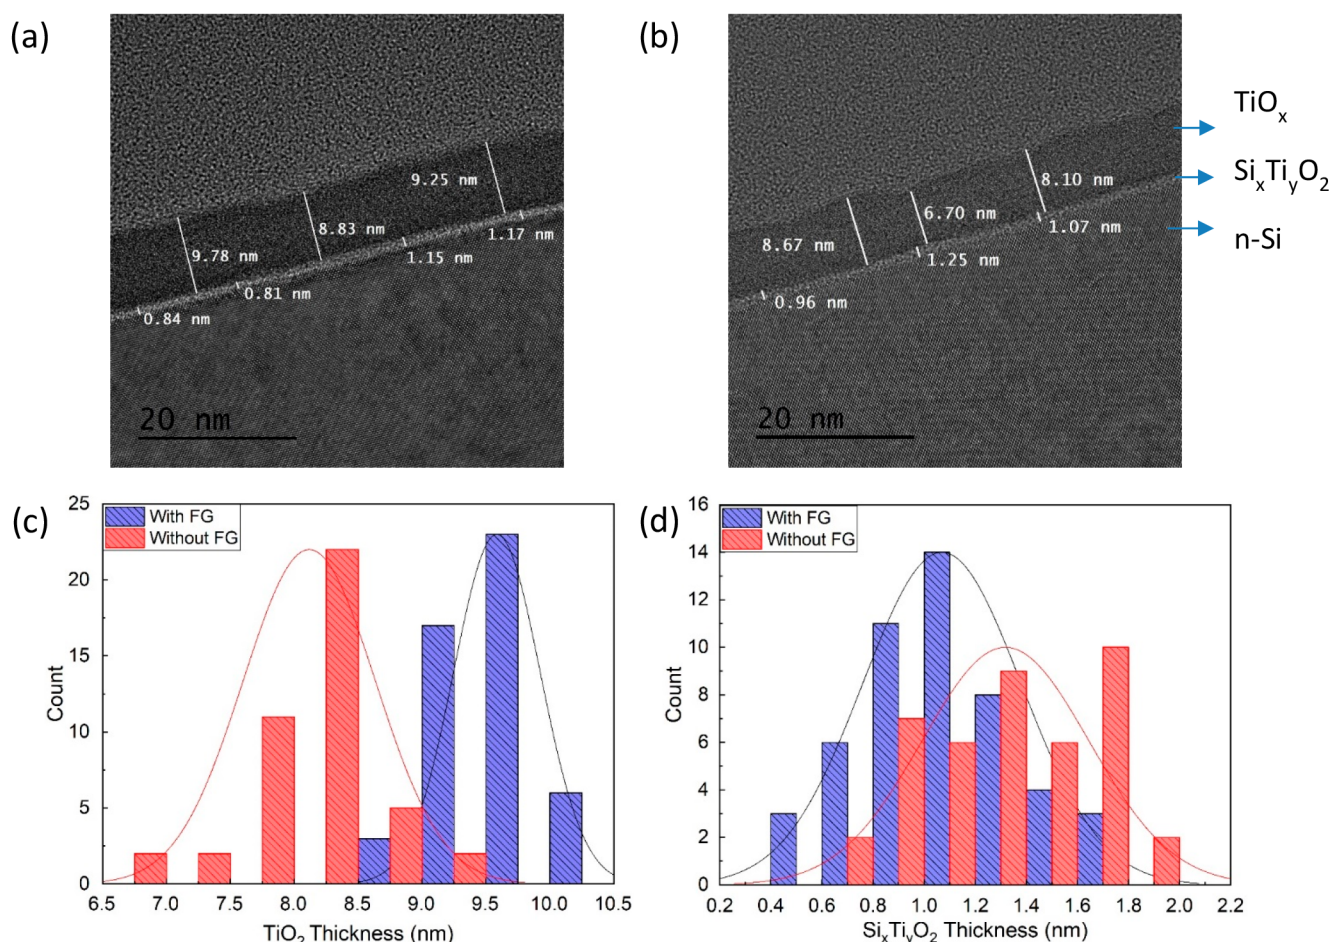 (a)
9.25 nm
8.83 nm
9.78 nm
1.17 nm
1.15 nm
0.81 nm
0.84 nm
20 nm
(b)
8.10 nm
6.70 nm
8.67 nm
1.07 nm
1.25 nm
0.96 nm
20 nm
TiOₓ
SiₓTiᵧO₂
n-Si
(c)
With FG
Without FG
Count
25
20
15
10
5
0
6.5 7.0 7.5 8.0 8.5 9.0 9.5 10.0 10.5
TiO₂ Thickness (nm)
(d)
With FG
Without FG
Count
16
14
12
10
8
6
4
2
0
0.2 0.4 0.6 0.8 1.0 1.2 1.4 1.6 1.8 2.0 2.2
SiₓTiᵧO₂ Thickness (nm)